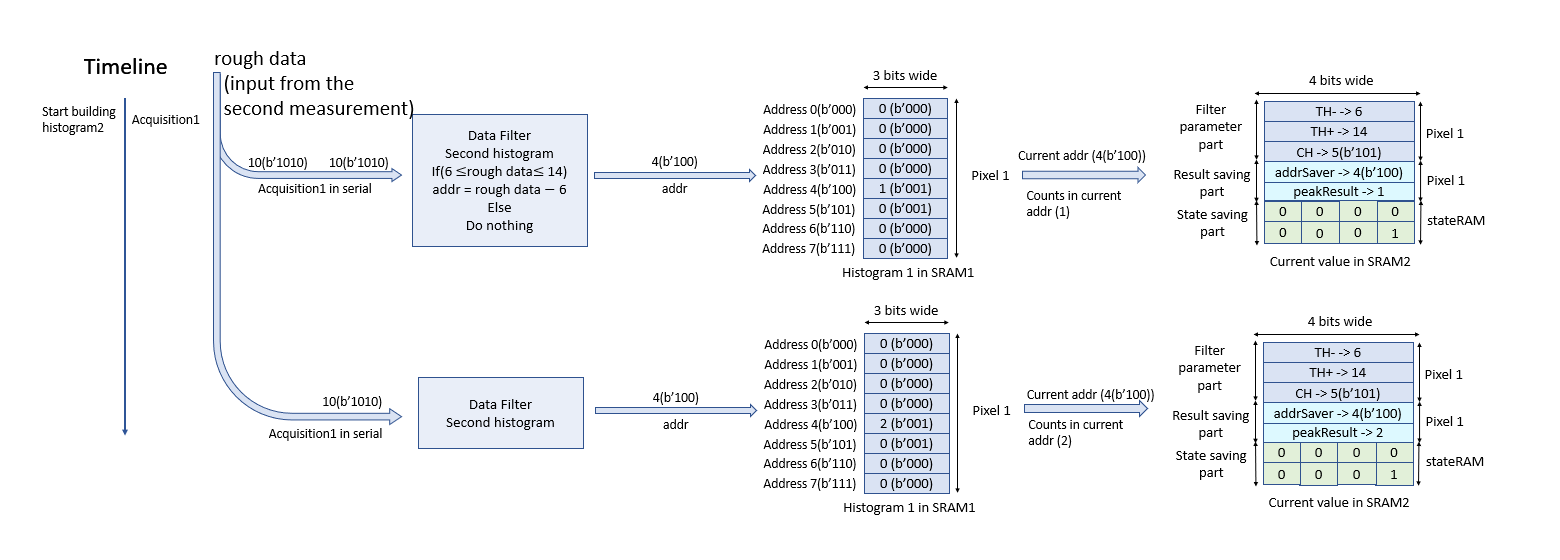 Timeline
rough data
(input from the
second measurement)
Start building
histogram2
Acquisition1
10(b'1010)
10(b'1010)
Acquisition1 in serial
Data Filter
Second histogram
If(6 ≤rough data≤ 14)
addr = rough data − 6
Else
Do nothing
4(b'100)
addr
3 bits wide
Address 0(b'000) 0 (b'000)
Address 1(b'001) 0 (b'000)
Address 2(b'010) 0 (b'000)
Address 3(b'011) 0 (b'000)
Address 4(b'100) 1 (b'001)
Address 5(b'101) 0 (b'001)
Address 6(b'110) 0 (b'000)
Address 7(b'111) 0 (b'000)
Histogram 1 in SRAM1
Pixel 1
Current addr (4(b'100))
Counts in current
addr (1)
4 bits wide
Filter
parameter
part
TH- -> 6
TH+ -> 14
CH -> 5(b'101)
Pixel 1
Result saving
part
addrSaver -> 4(b'100)
peakResult -> 1
Pixel 1
State saving
part
0 0 0 0
0 0 0 1
stateRAM
Current value in SRAM2
10(b'1010)
Acquisition1 in serial
Data Filter
Second histogram
4(b'100)
addr
3 bits wide
Address 0(b'000) 0 (b'000)
Address 1(b'001) 0 (b'000)
Address 2(b'010) 0 (b'000)
Address 3(b'011) 0 (b'000)
Address 4(b'100) 2 (b'001)
Address 5(b'101) 0 (b'001)
Address 6(b'110) 0 (b'000)
Address 7(b'111) 0 (b'000)
Histogram 1 in SRAM1
Pixel 1
Current addr (4(b'100))
Counts in current
addr (2)
4 bits wide
Filter
parameter
part
TH- -> 6
TH+ -> 14
CH -> 5(b'101)
Pixel 1
Result saving
part
addrSaver -> 4(b'100)
peakResult -> 2
Pixel 1
State saving
part
0 0 0 0
0 0 0 1
stateRAM
Current value in SRAM2